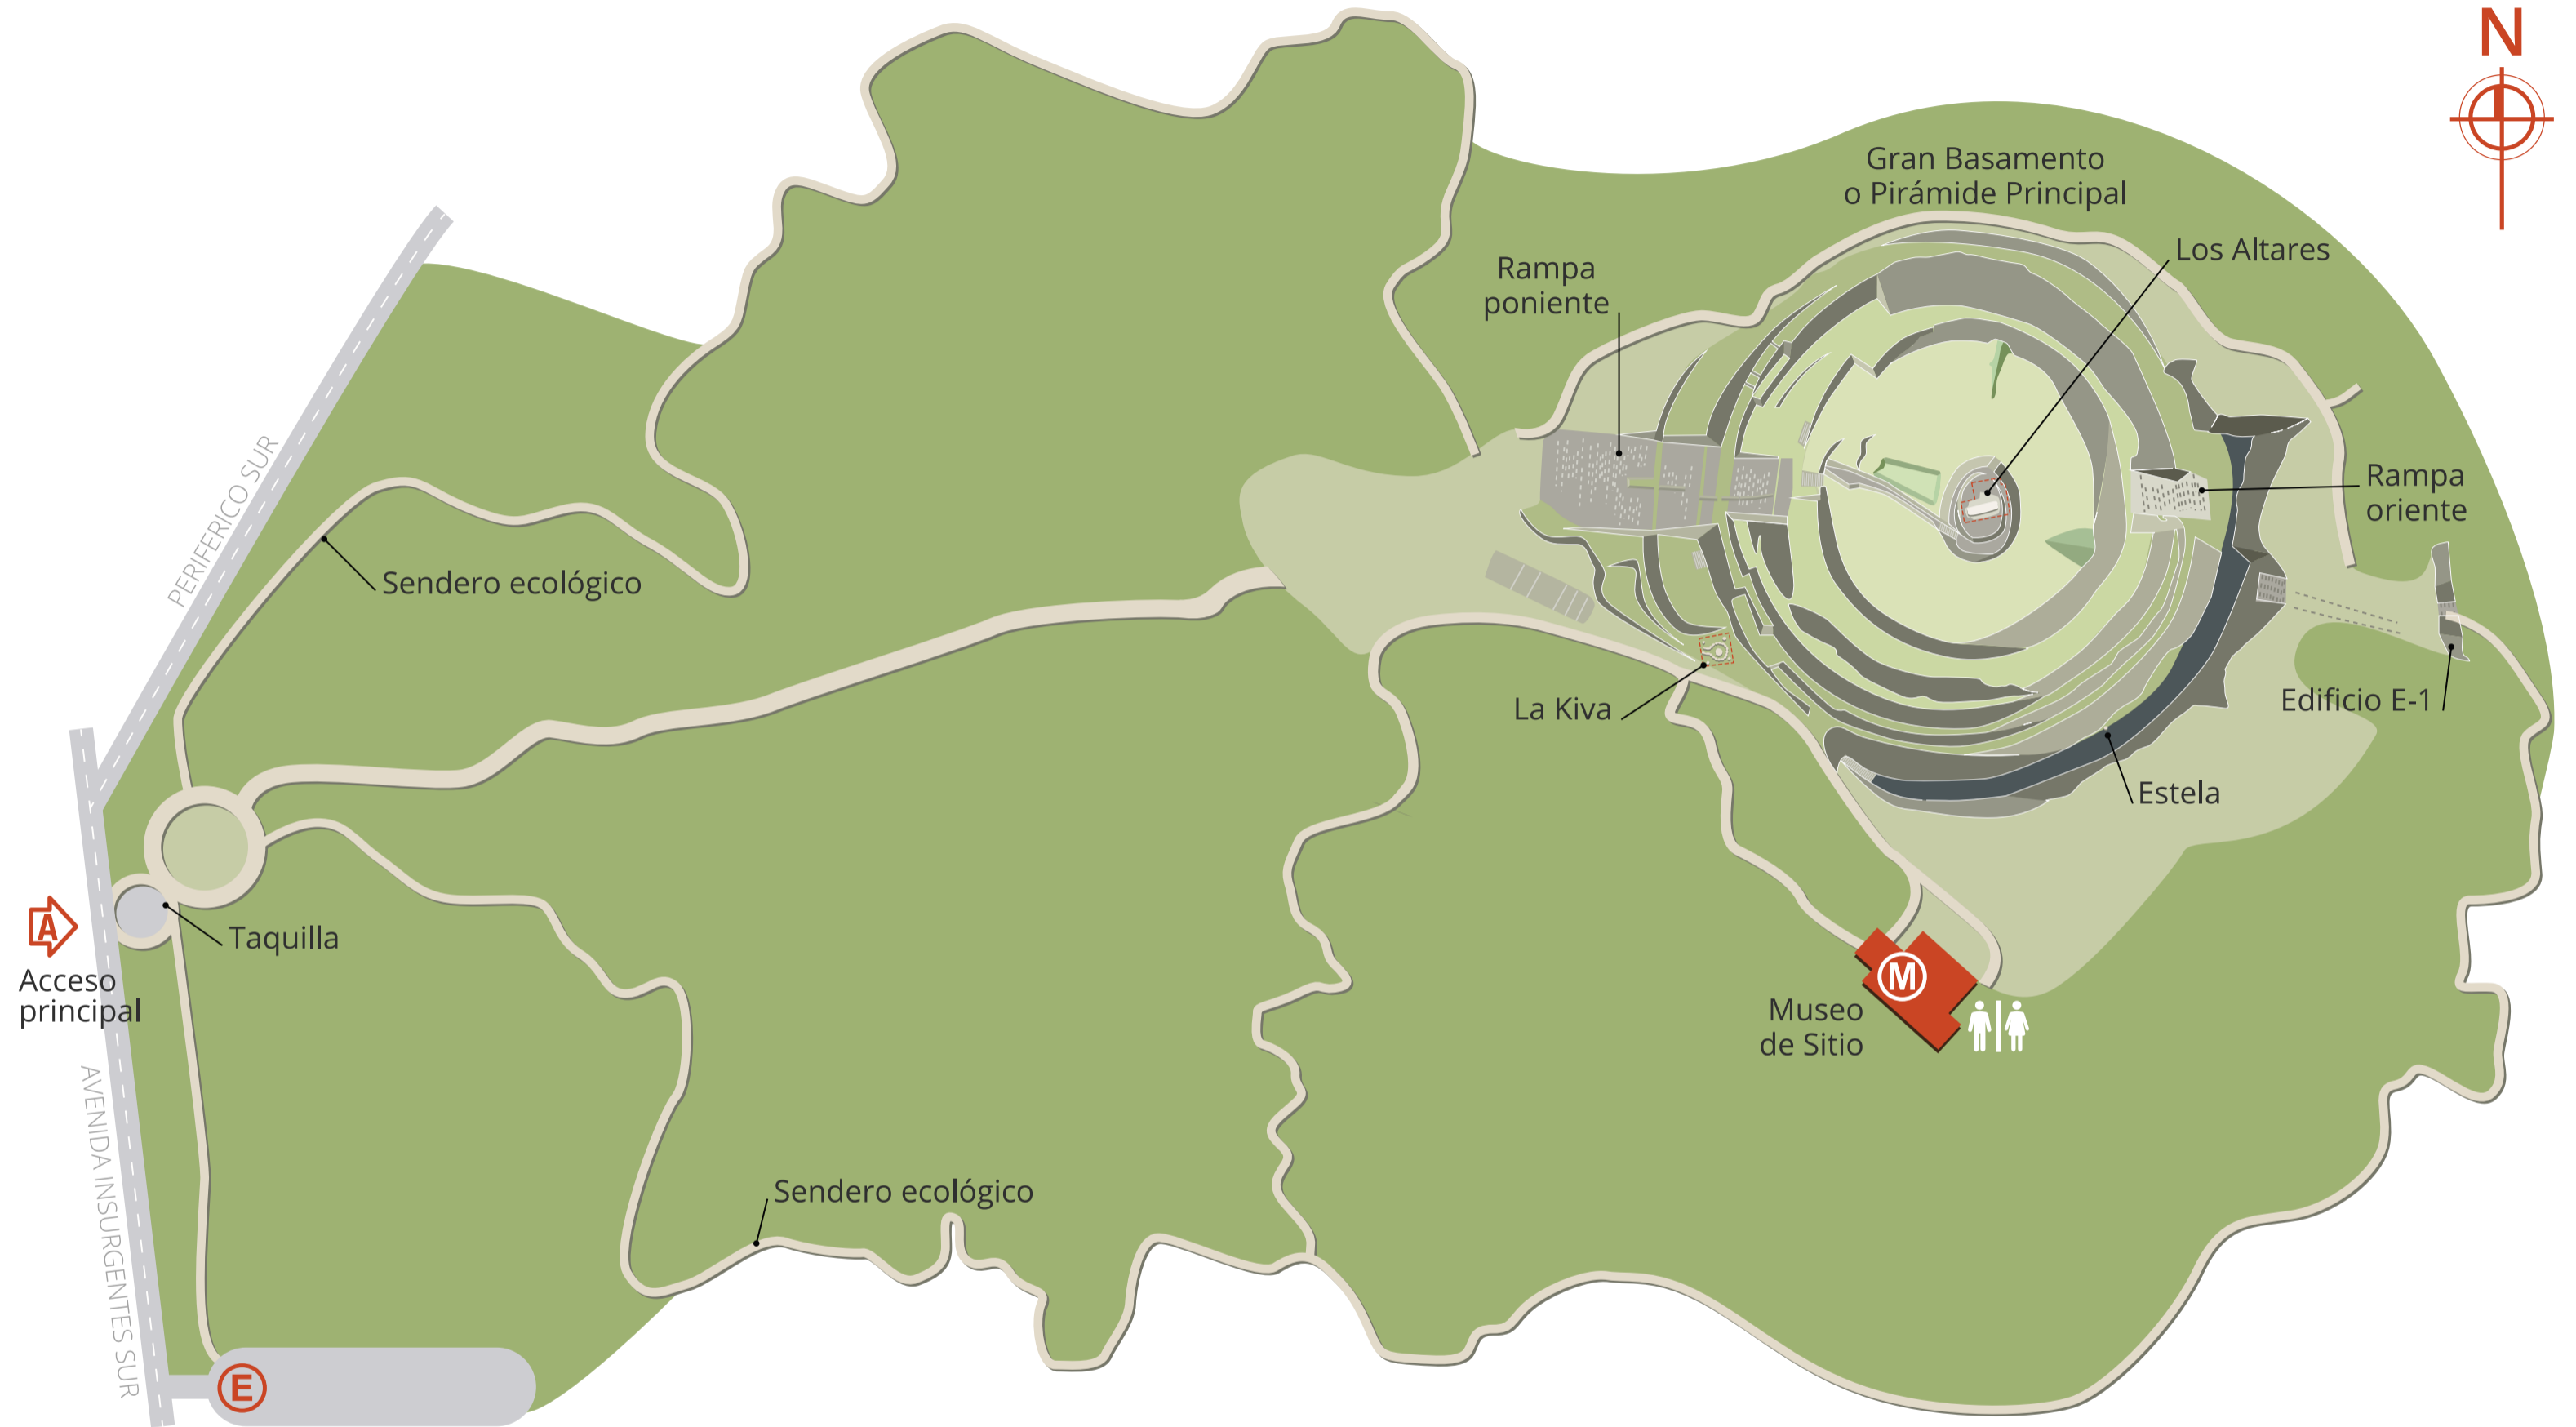 N
Gran Basamento
o Pirámide Principal
Los Altares
Rampa
poniente
Rampa
oriente
PERIFERICO SUR
Sendero ecológico
La Kiva
Edificio E-1
Estela
A
Taquilla
Acceso
principal
M
Museo
de Sitio
AVENIDA INSURGENTES SUR
Sendero ecológico
E